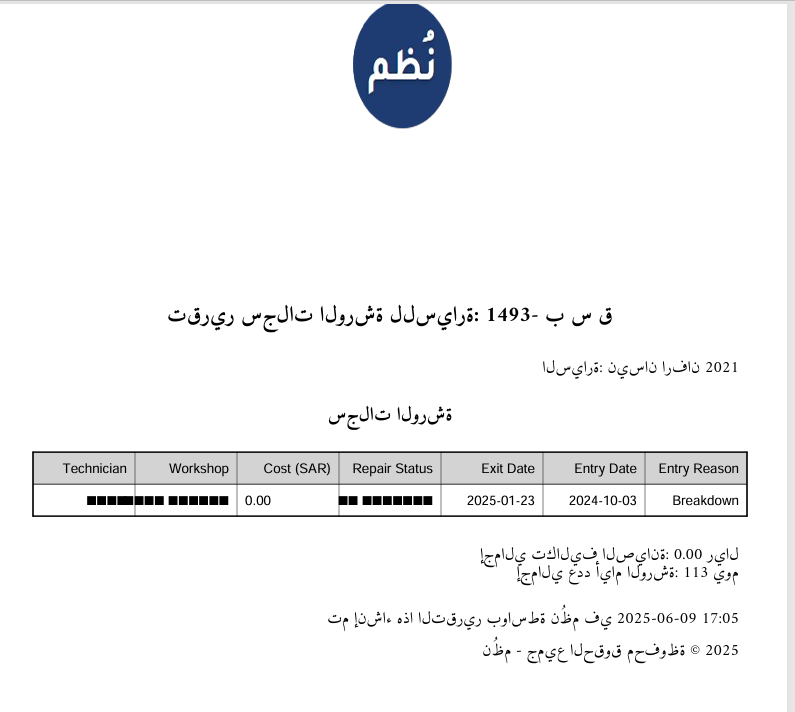 نُظم
تقرير سجلات الورشة للسيارة: 1493- ب س ق
السيارة: نيسان ارفان 2021
سجلات الورشة
Technician Workshop Cost (SAR) Repair Status Exit Date Entry Date Entry Reason
0.00 2025-01-23 2024-10-03 Breakdown
إجمالي تكاليف الصيانة: 0.00 ريال
إجمالي عدد أيام الورشة: 113 يوم
تم إنشاء هذا التقرير بواسطة نُظم في 2025-06-09 17:05
نُظم - جميع الحقوق محفوظة © 2025